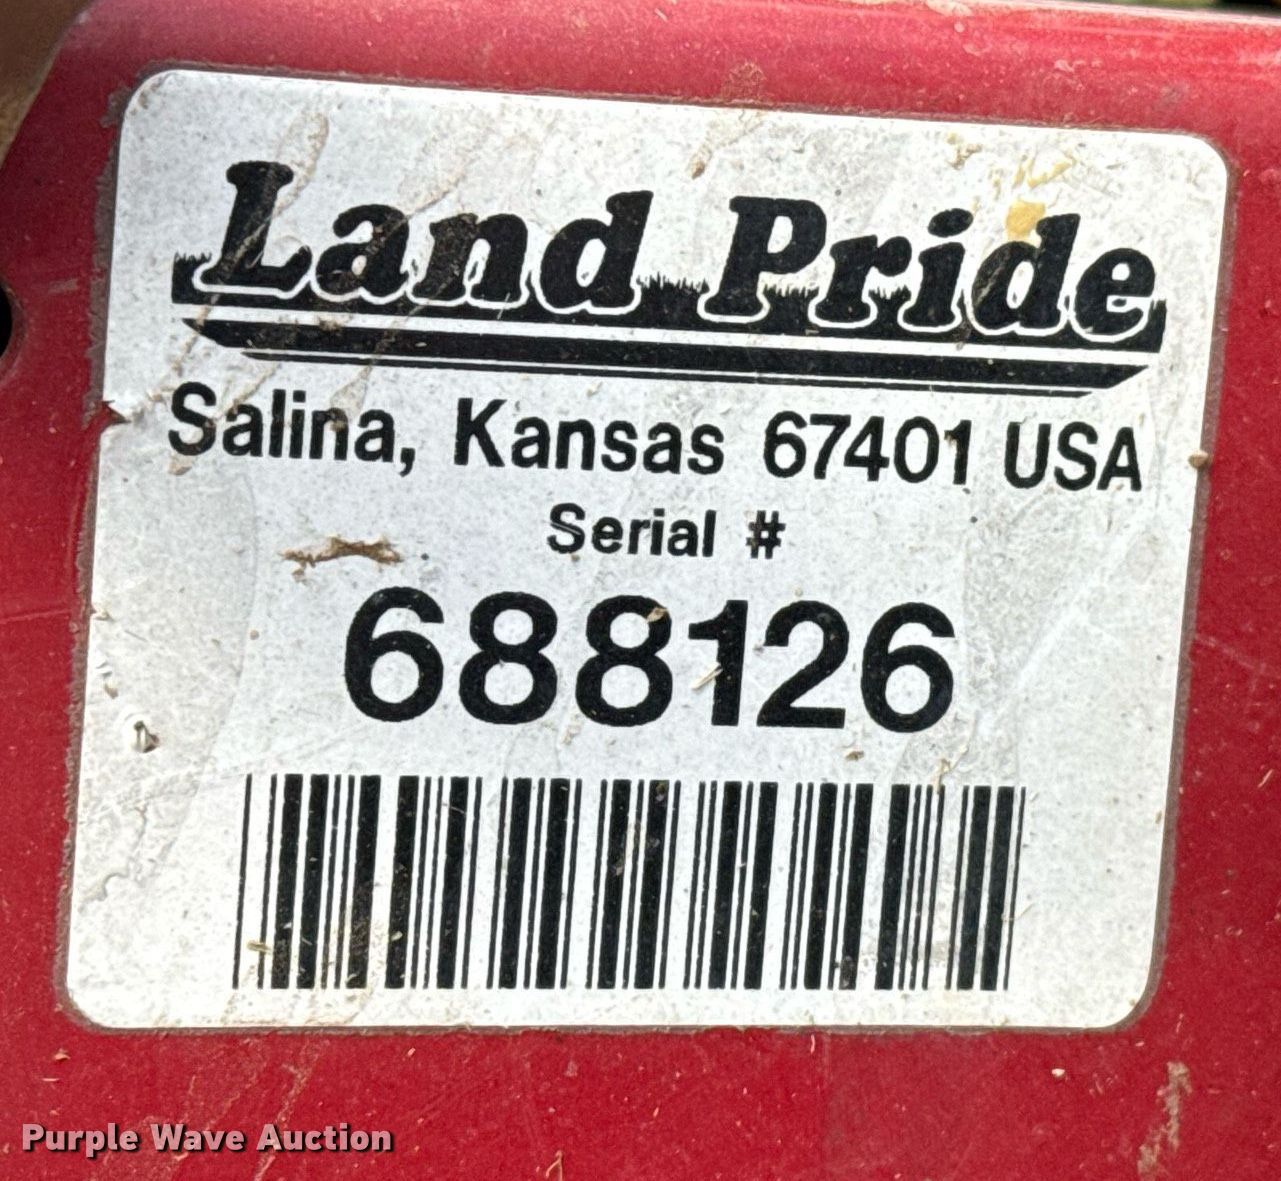 Land Pride
Salina, Kansas 67401 USA
Serial #
688126
Purple Wave Auction